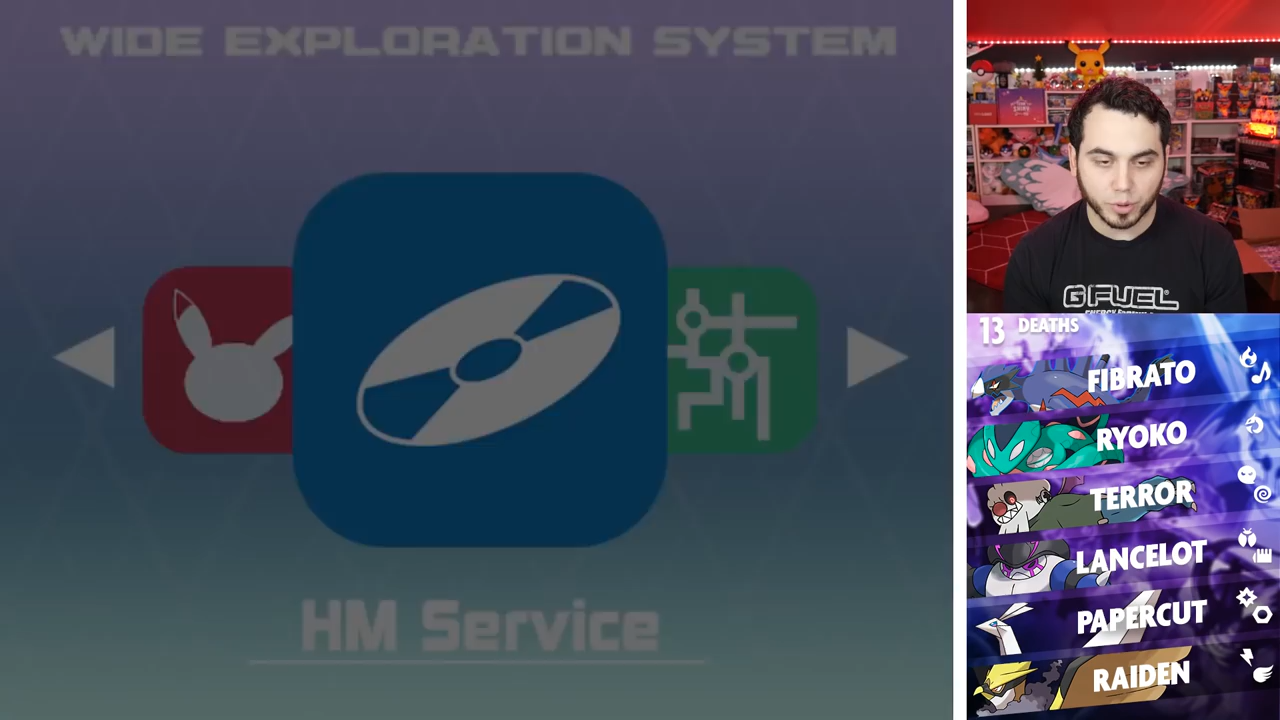 WIDE EXPLORATION SYSTEM
HM Service
G FUEL
13 DEATHS
FIBRATO
RYOKO
TERROR
LANCELOT
PAPERCUT
RAIDEN